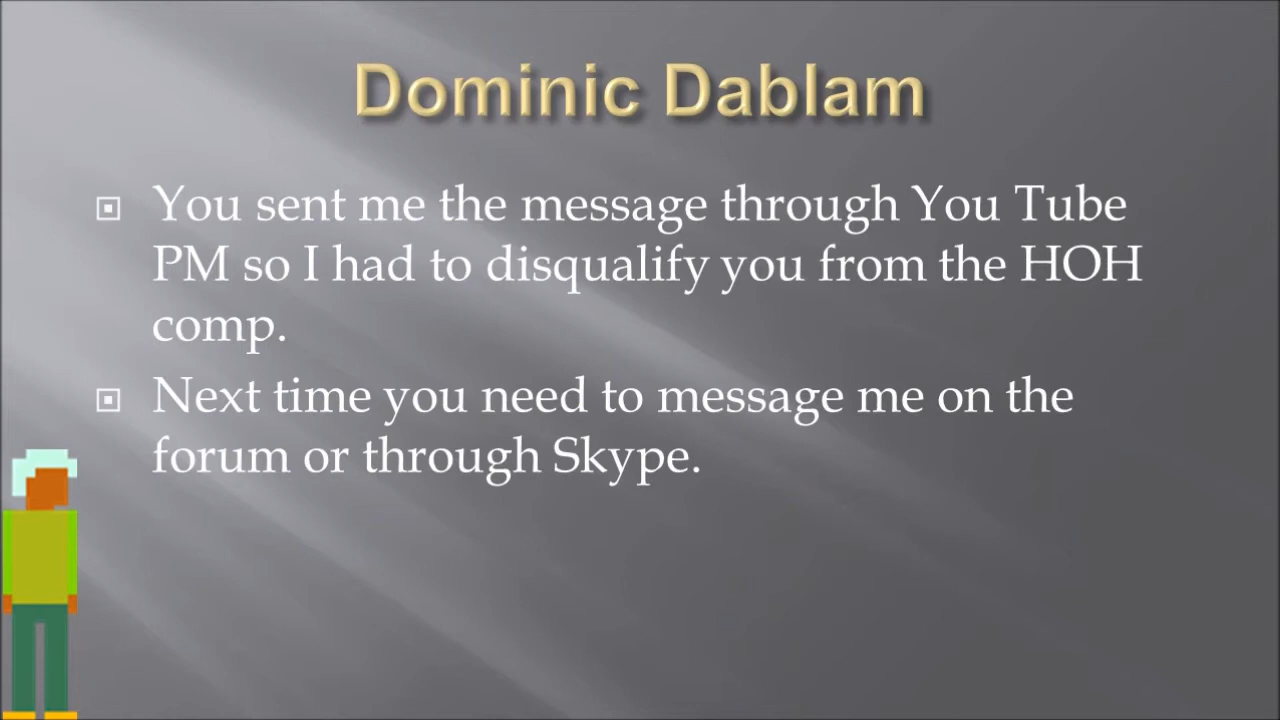 Dominic Dablam
You sent me the message through You Tube
PM so I had to disqualify you from the HOH
comp.
Next time you need to message me on the
forum or through Skype.